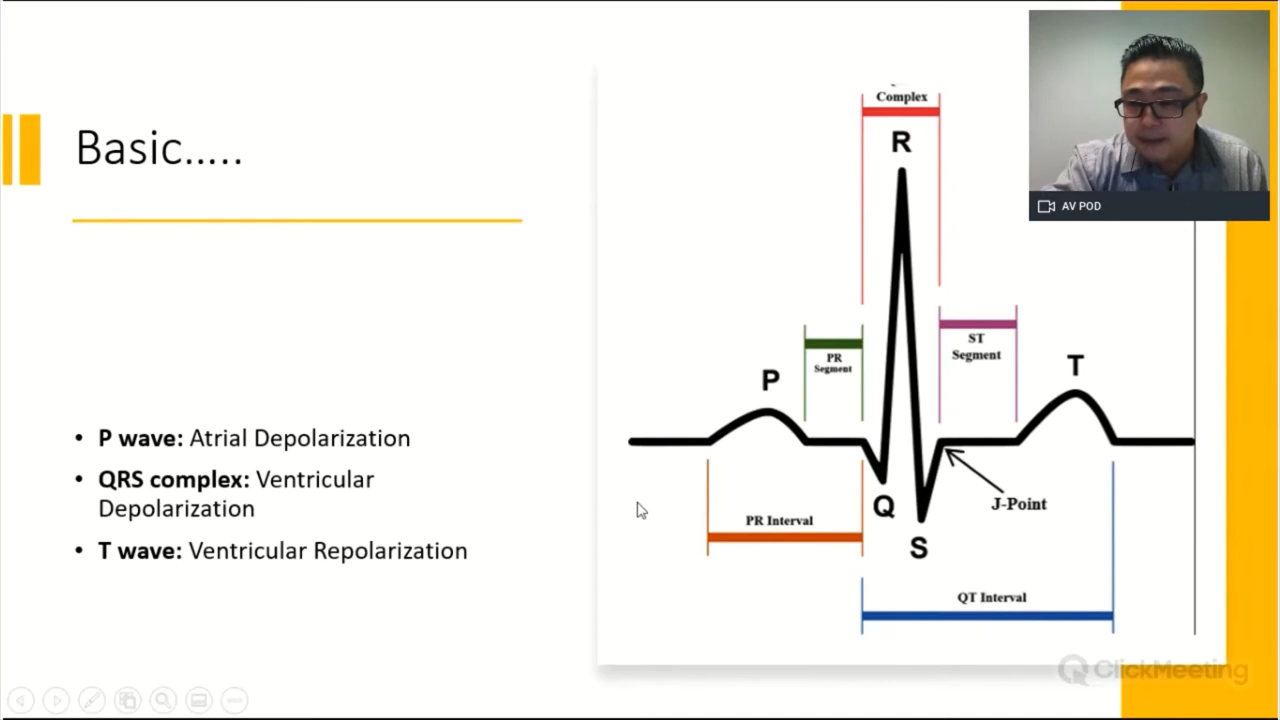 Basic.....
• P wave: Atrial Depolarization
• QRS complex: Ventricular
Depolarization
• T wave: Ventricular Repolarization
Complex
R
PR
Segment
ST
Segment
P
T
Q
S
J-Point
PR Interval
QT Interval
AV POD
ClickMeeting